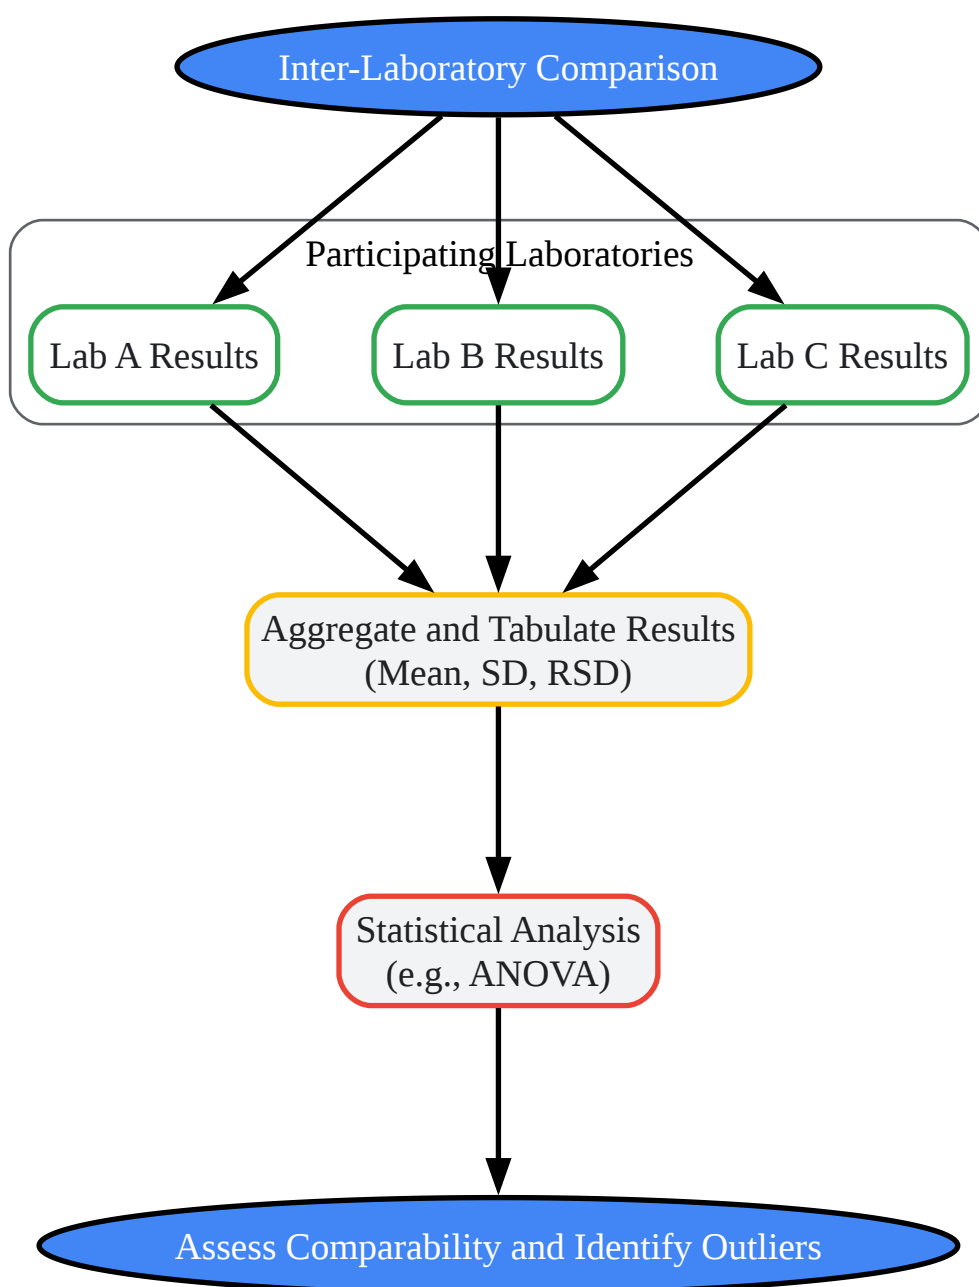 Inter-Laboratory Comparison
Participating Laboratories
Lab A Results
Lab B Results
Lab C Results
Aggregate and Tabulate Results
(Mean, SD, RSD)
Statistical Analysis
(e.g., ANOVA)
Assess Comparability and Identify Outliers